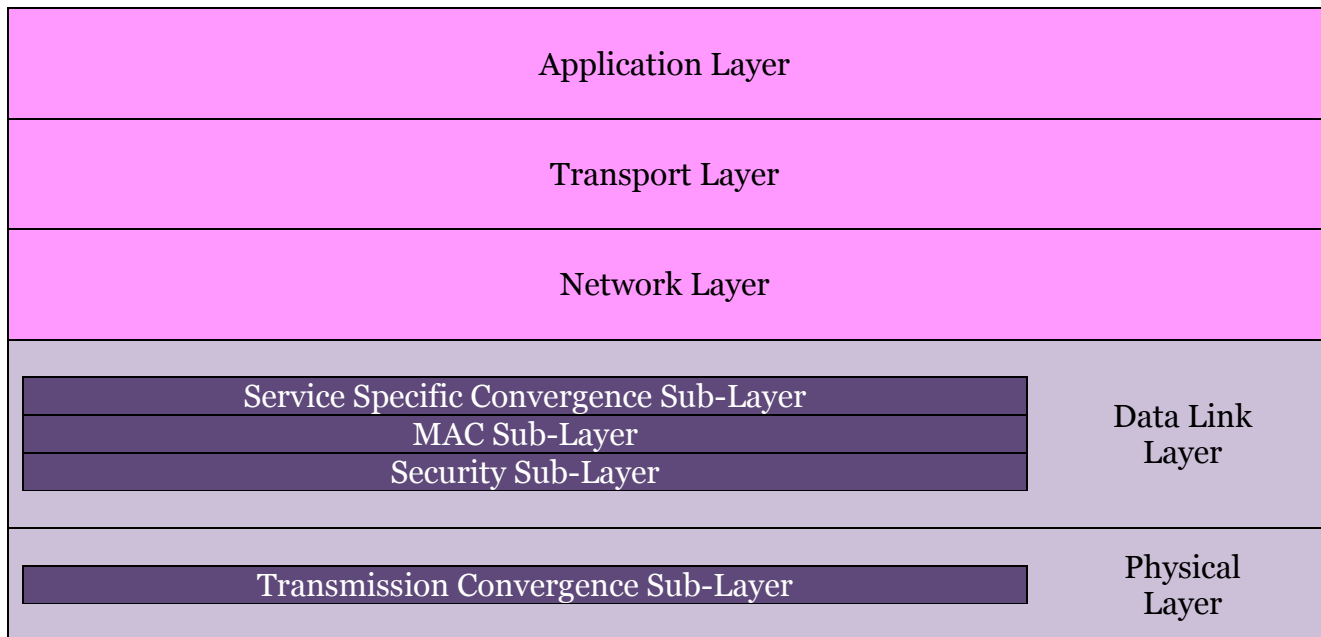 Application Layer
Transport Layer
Network Layer
Service Specific Convergence Sub-Layer
MAC Sub-Layer
Security Sub-Layer
Data Link
Layer
Transmission Convergence Sub-Layer
Physical
Layer